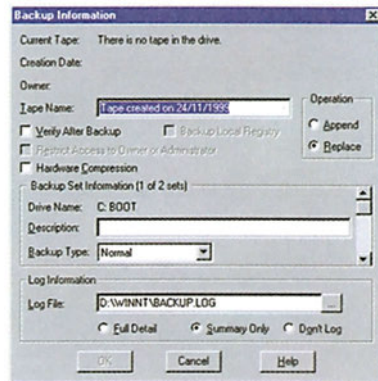 Backup Information
Current Tape: There is no tape in the drive.
Creation Date:
Owner:
Tape Name: Tape created on 24/11/1999
Operation
Append
Replace
Verify After Backup
Backup Local Registry
Restrict Access to Owner or Administrator
Hardware Compression
Backup Set Information (1 of 2 sets)
Drive Name: C: BOOT
Description:
Backup Type: Normal
Log Information
Log File: D:\WINNT\BACKUP.LOG ...
Full Detail Summary Only Don't Log
OK Cancel Help